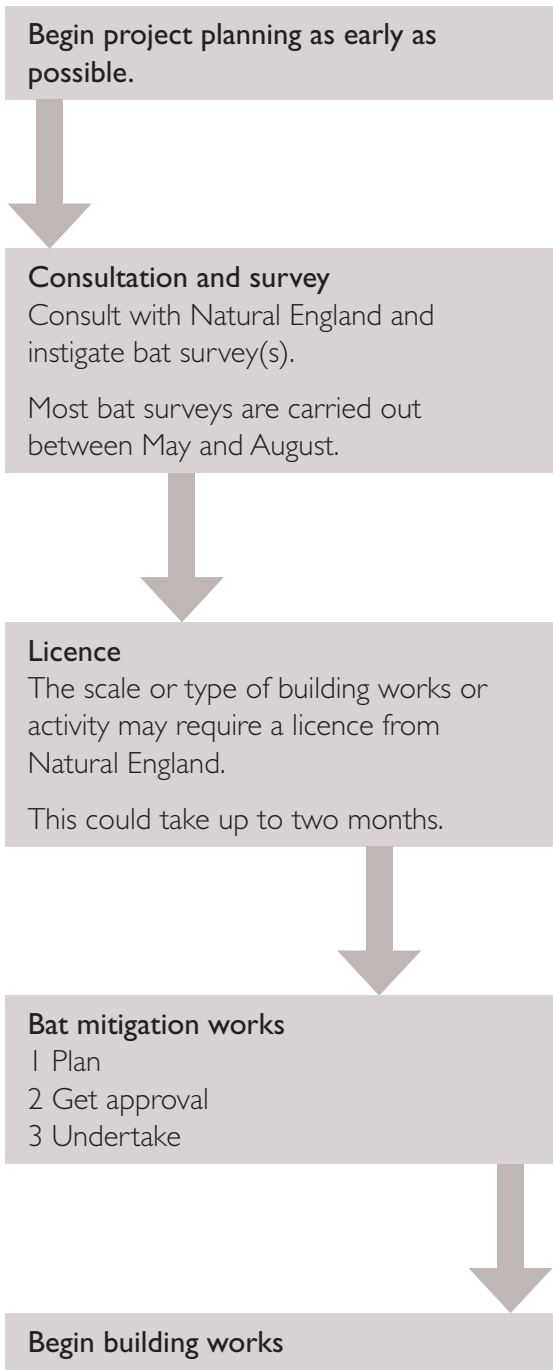 Begin project planning as early as
possible.
Consultation and survey
Consult with Natural England and
instigate bat survey(s).
Most bat surveys are carried out
between May and August.
Licence
The scale or type of building works or
activity may require a licence from
Natural England.
This could take up to two months.
Bat mitigation works
1 Plan
2 Get approval
3 Undertake
Begin building works